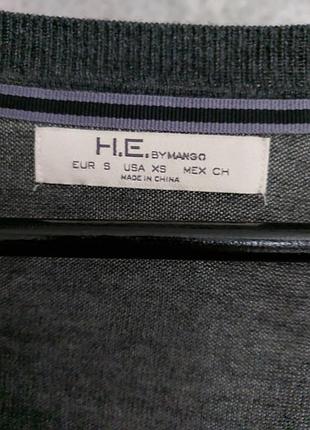 H.E. BY MANGO
EUR S USA XS MEX CH
MADE IN CHINA